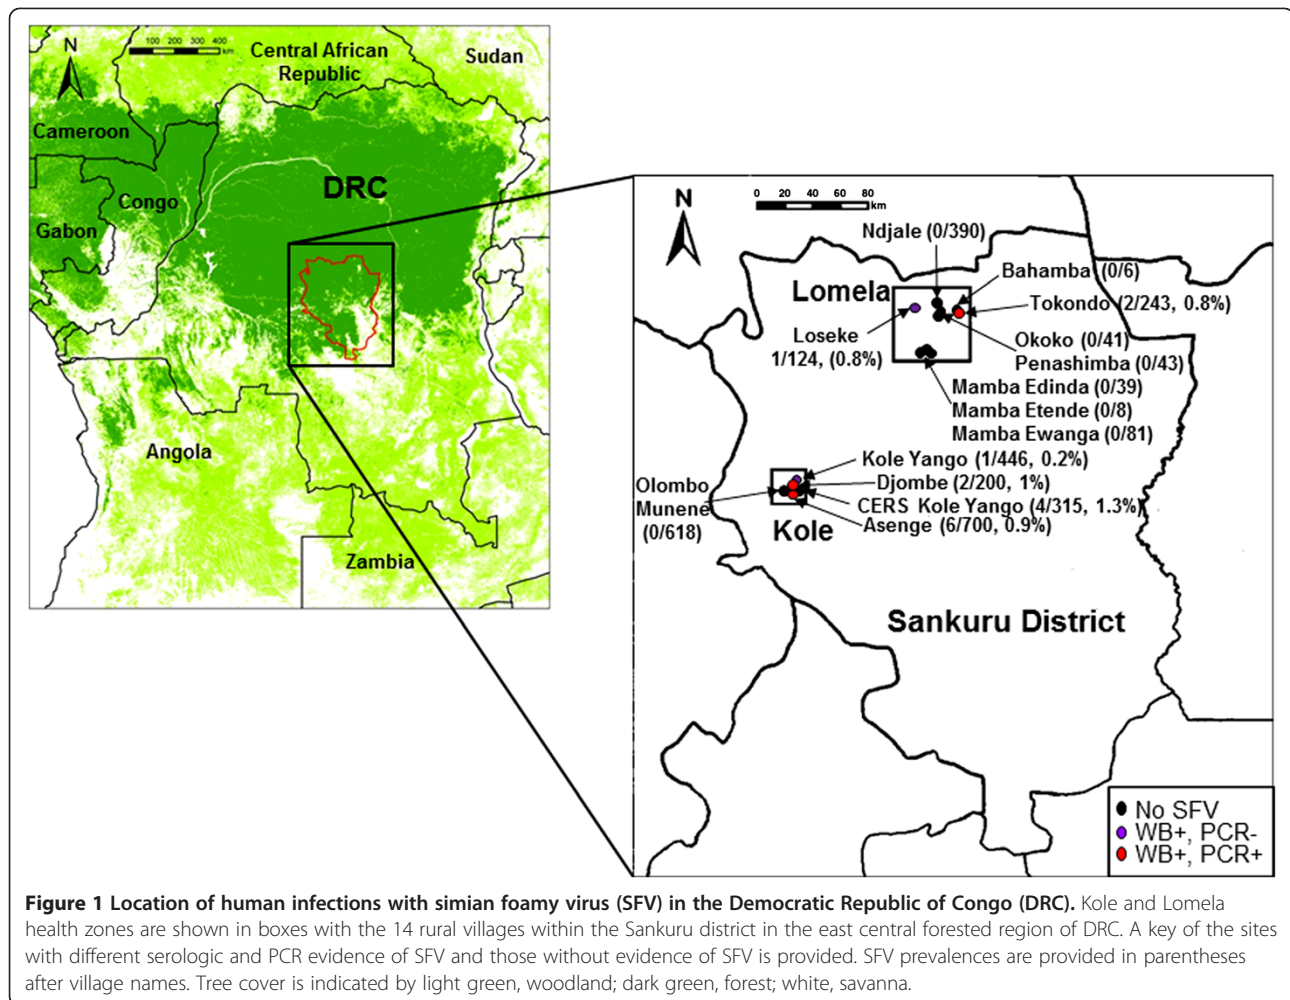 N
100 200 300 400
km
Central African
Republic
Sudan
Cameroon
Congo
DRC
Gabon
Angola
Zambia
N
0 20 40 60 80
km
Ndjale (0/390)
Bahamba (0/6)
Lomela
Tokondo (2/243, 0.8%)
Loseke
1/124, (0.8%)
Okoko (0/41)
Penashimba (0/43)
Mamba Edinda (0/39)
Mamba Etende (0/8)
Mamba Ewanga (0/81)
Kole Yango (1/446, 0.2%)
Djombe (2/200, 1%)
Olombo
Munene
(0/618)
CERS Kole Yango (4/315, 1.3%)
Asenge (6/700, 0.9%)
Kole
Sankuru District
No SFV
WB+, PCR-
WB+, PCR+
Figure 1 Location of human infections with simian foamy virus (SFV) in the Democratic Republic of Congo (DRC). Kole and Lomela
health zones are shown in boxes with the 14 rural villages within the Sankuru district in the east central forested region of DRC. A key of the sites
with different serologic and PCR evidence of SFV and those without evidence of SFV is provided. SFV prevalences are provided in parentheses
after village names. Tree cover is indicated by light green, woodland; dark green, forest; white, savanna.